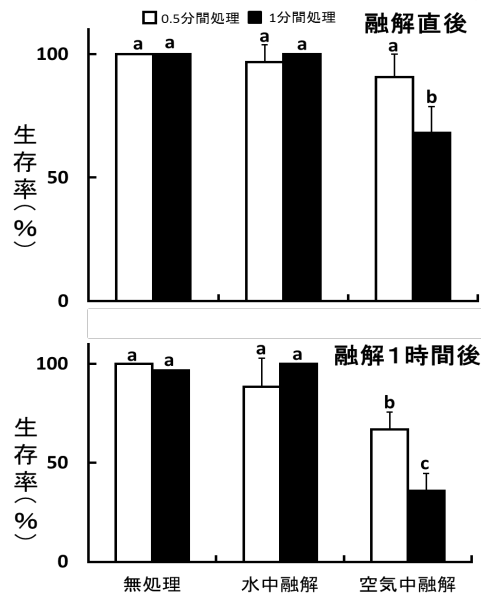 0.5分間処理 1分間処理
融解直後
生存率(%)
100
50
0
a a a a a b
融解1時間後
生存率(%)
100
50
0
a a a a b c
無処理 水中融解 空気中融解